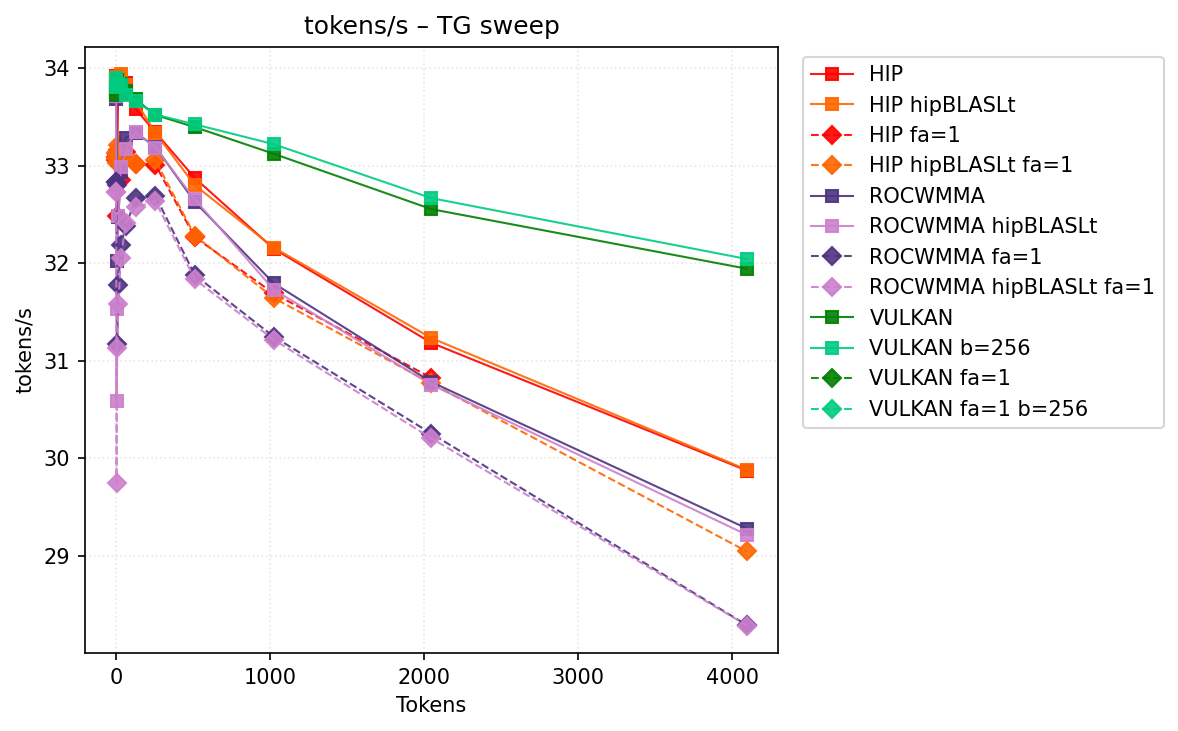 tokens/s – TG sweep
tokens/s
34
33
32
31
30
29
0 1000 2000 3000 4000
Tokens
HIP
HIP hipBLASLt
HIP fa=1
HIP hipBLASLt fa=1
ROCWMMA
ROCWMMA hipBLASLt
ROCWMMA fa=1
ROCWMMA hipBLASLt fa=1
VULKAN
VULKAN b=256
VULKAN fa=1
VULKAN fa=1 b=256